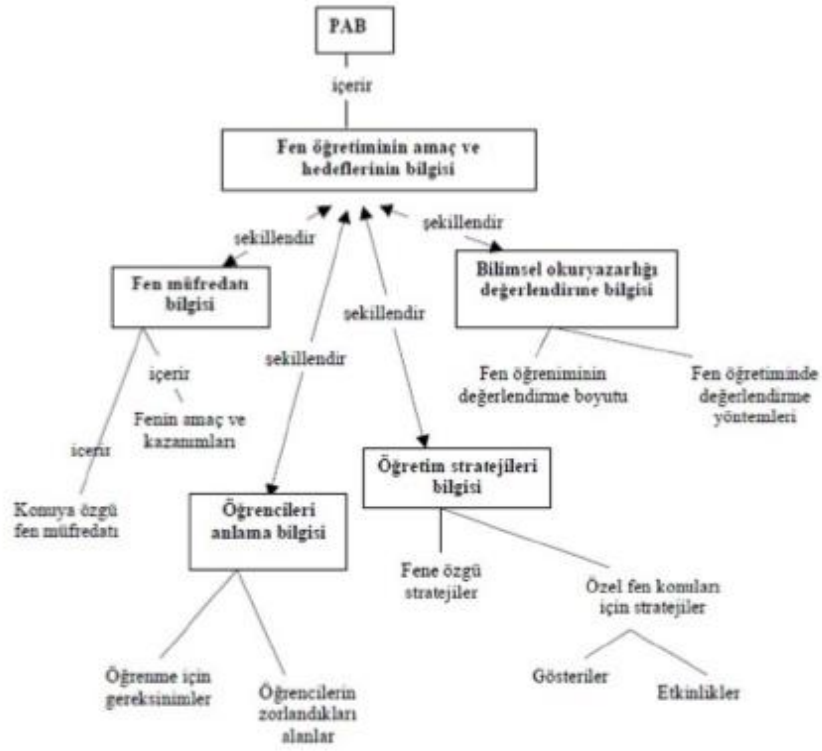 PAB
içerir
Fen öğretiminin amaç ve
hedeflerinin bilgisi
şekillendir
şekillendir
Fen müfredatı
bilgisi
Bilimsel okuryazarlığı
değerlendirme bilgisi
şekillendir
şekillendir
içerir
Fenin amaç ve
kazanımları
içerir
Konuya özgü
fen müfredatı
Fen öğreniminin
değerlendirme boyutu
Fen öğretiminde
değerlendirme
yöntemleri
Öğrencileri
anlama bilgisi
Öğretim stratejileri
bilgisi
Öğrenme için
gereksinimler
Öğrencilerin
zorlandıkları
alanlar
Fene özgü
stratejiler
Özel fen konuları
için stratejiler
Gösteriler
Etkinlikler